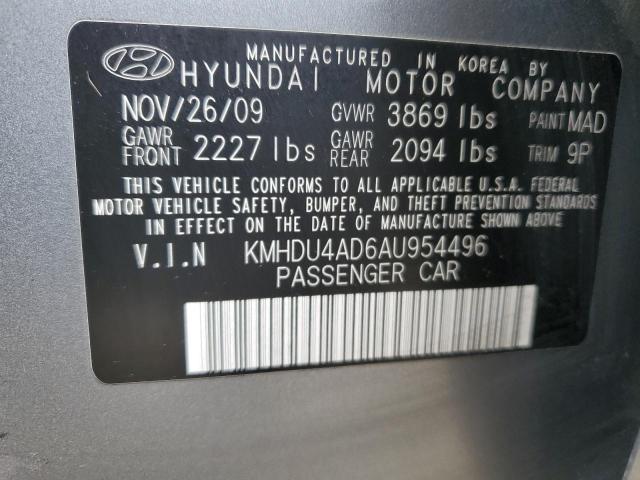 MANUFACTURED IN KOREA BY
HYUNDAI MOTOR COMPANY
NOV/26/09 GVWR 3869 lbs PAINT MAD
GAWR FRONT 2227 lbs GAWR REAR 2094 lbs TRIM 9P
THIS VEHICLE CONFORMS TO ALL APPLICABLE U.S.A. FEDERAL
MOTOR VEHICLE SAFETY, BUMPER, AND THEFT PREVENTION STANDARDS
IN EFFECT ON THE DATE OF MANUFACTURE SHOWN ABOVE
V.I.N KMHDU4AD6AU954496
PASSENGER CAR